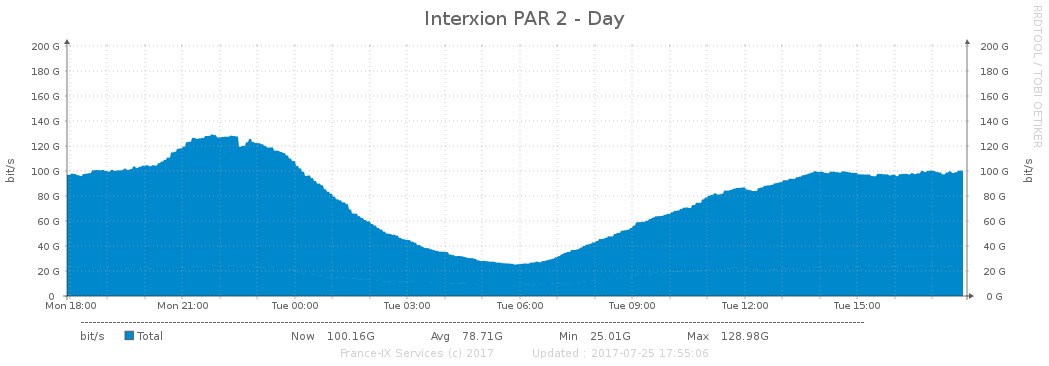 Interxion PAR 2 - Day
RRDTOOL / TOBI OETIKER
bit/s
bit/s
200 G 200 G
180 G 180 G
160 G 160 G
140 G 140 G
120 G 120 G
100 G 100 G
80 G 80 G
60 G 60 G
40 G 40 G
20 G 20 G
0 0 G
Mon 18:00 Mon 21:00 Tue 00:00 Tue 03:00 Tue 06:00 Tue 09:00 Tue 12:00 Tue 15:00
bit/s Total Now 100.16G Avg 78.71G Min 25.01G Max 128.98G
France-IX Services (c) 2017 Updated : 2017-07-25 17:55:06